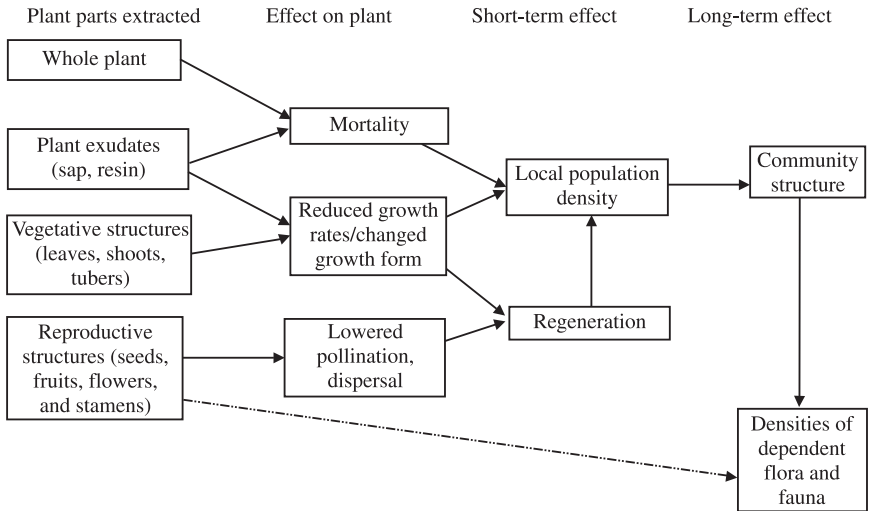 Plant parts extracted
Effect on plant
Short-term effect
Long-term effect
Whole plant
Plant exudates
(sap, resin)
Vegetative structures
(leaves, shoots,
tubers)
Reproductive
structures (seeds,
fruits, flowers,
and stamens)
Mortality
Reduced growth
rates/changed
growth form
Lowered
pollination,
dispersal
Local population
density
Regeneration
Community
structure
Densities of
dependent
flora and
fauna